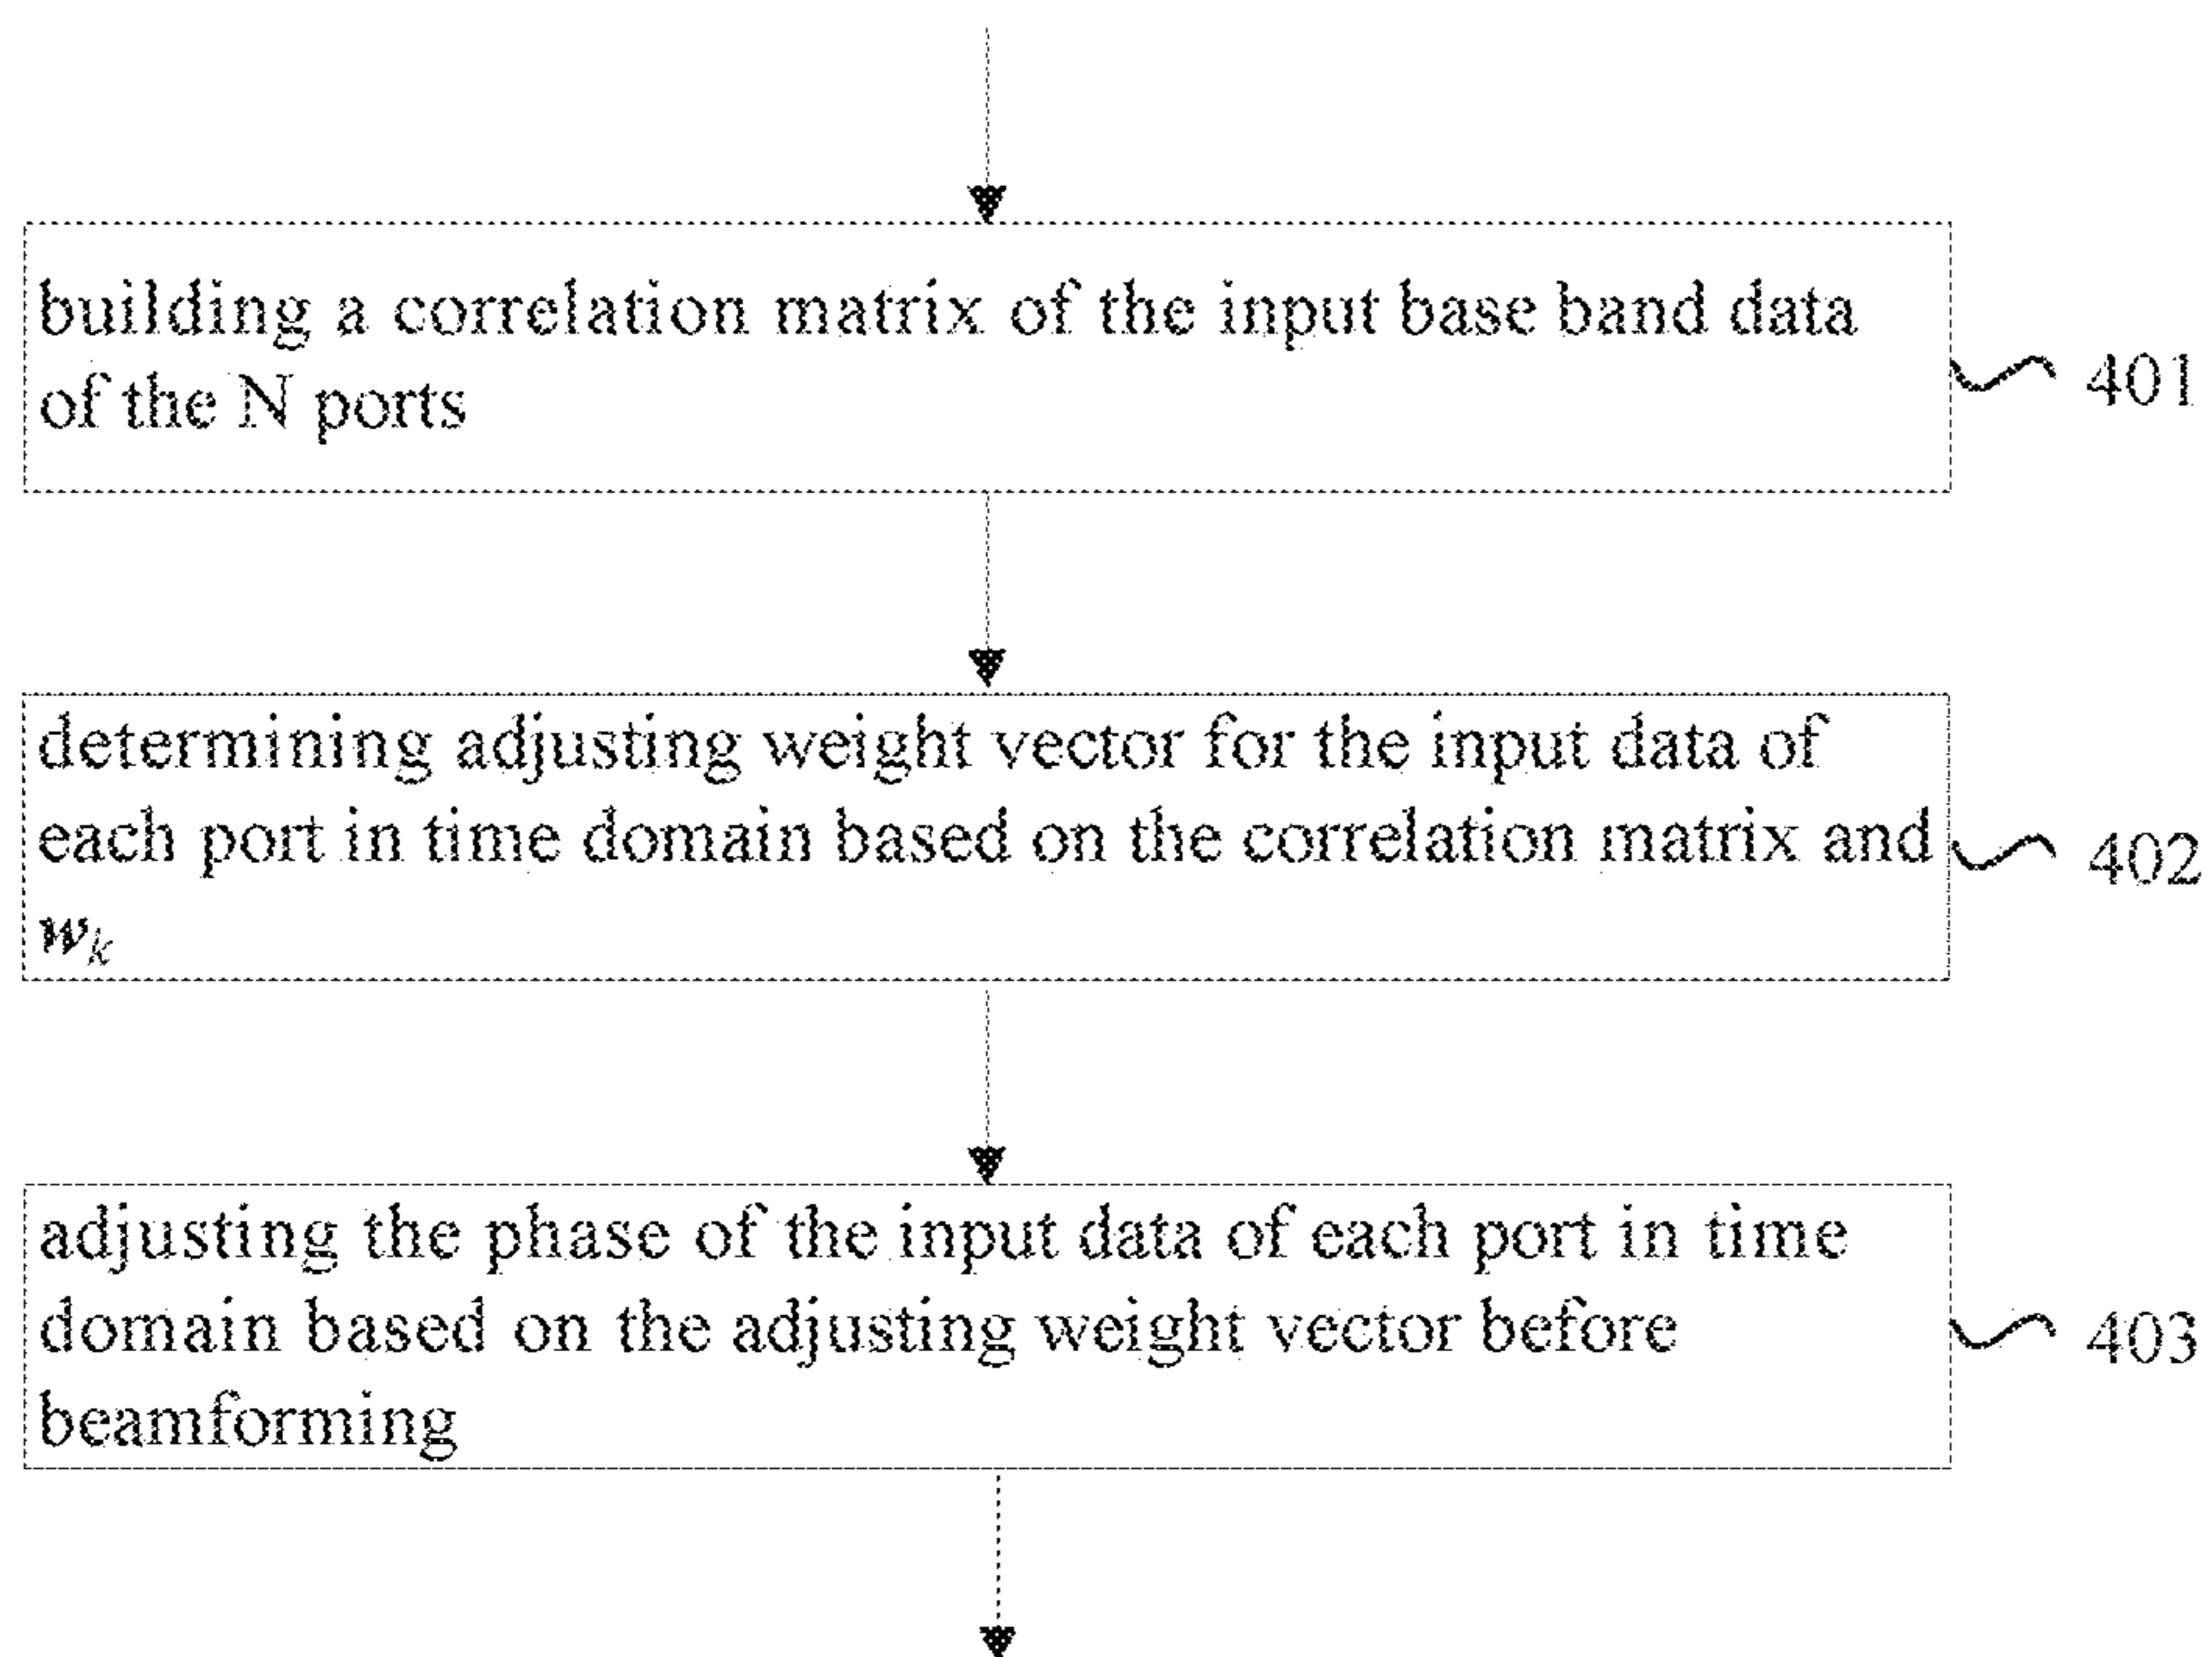 building a correlation matrix of the input base band data
of the N ports
401
determining adjusting weight vector for the input data of
each port in time domain based on the correlation matrix and
402
w_k
adjusting the phase of the input data of each port in time
domain based on the adjusting weight vector before
403
beamforming